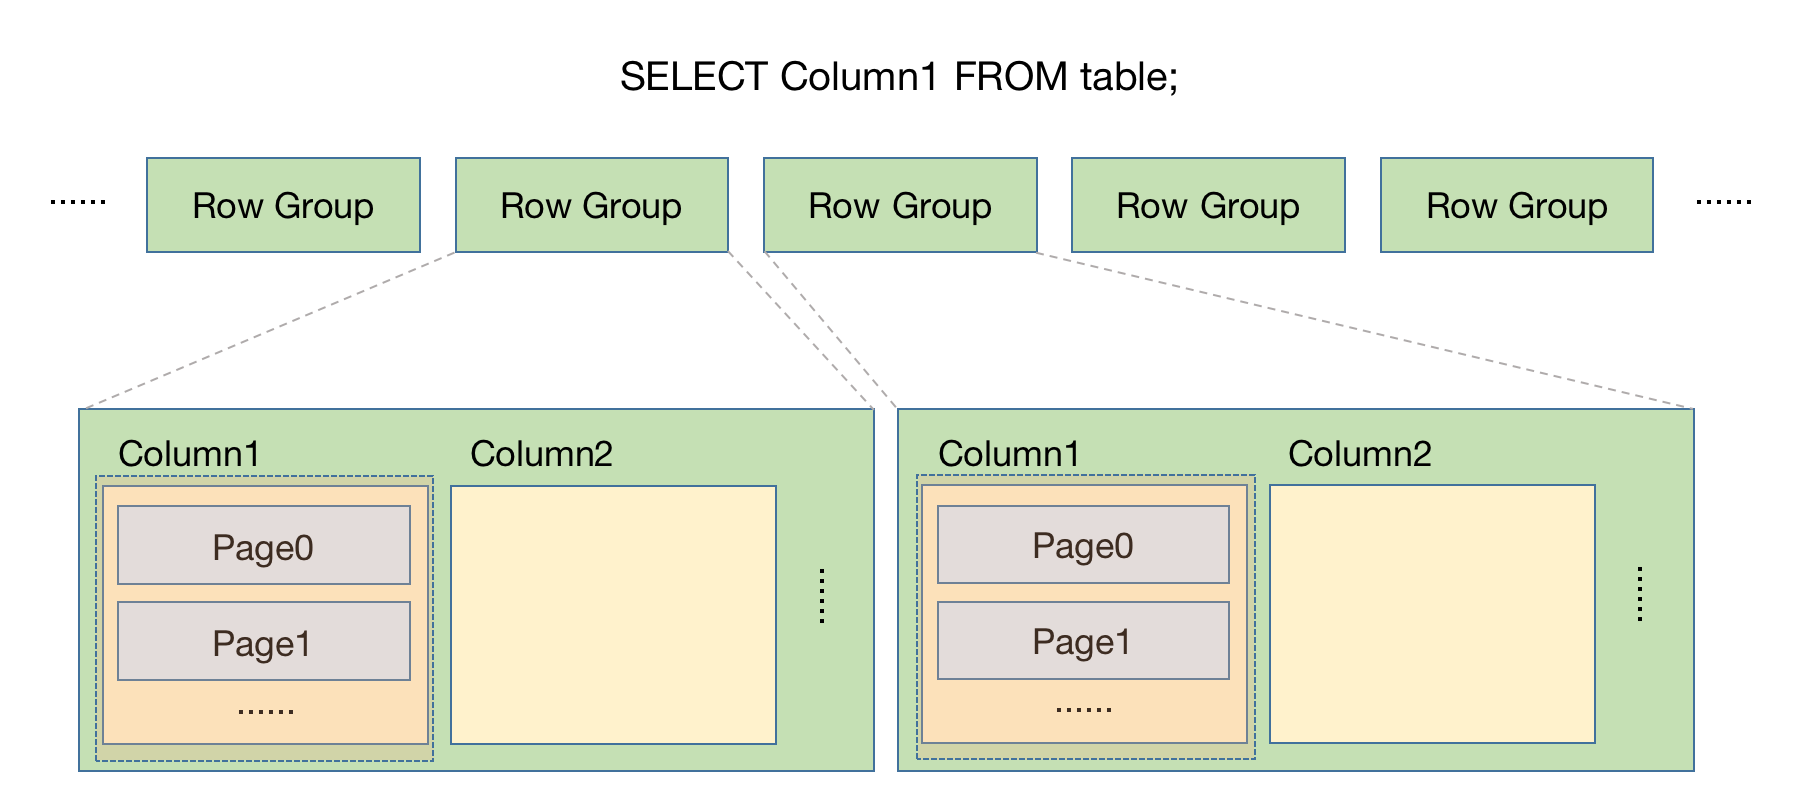 SELECT Column1 FROM table;
...... Row Group Row Group Row Group Row Group Row Group ......
Column1 Column2 Column1 Column2
Page0 Page0
...... ......
Page1 Page1
...... ......